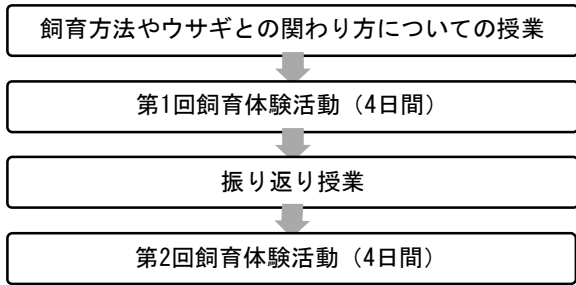 飼育方法やウサギとの関わり方についての授業
第1回飼育体験活動（4日間）
振り返り授業
第2回飼育体験活動（4日間）